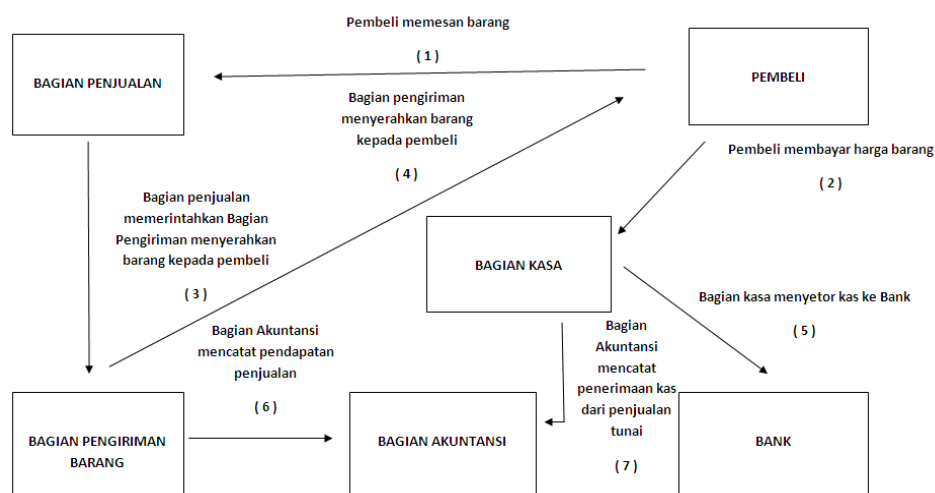 Pembeli memesan barang
( 1 )
BAGIAN PENJUALAN
PEMBELI
Bagian pengiriman
menyerahkan barang
kepada pembeli
( 4 )
Pembeli membayar harga barang
( 2 )
Bagian penjualan
memerintahkan Bagian
Pengiriman menyerahkan
barang kepada pembeli
( 3 )
BAGIAN KASA
Bagian kasa menyetor kas ke Bank
( 5 )
Bagian Akuntansi
mencatat pendapatan
penjualan
( 6 )
Bagian
Akuntansi
mencatat
penerimaan kas
dari penjualan
tunai
( 7 )
BAGIAN PENGIRIMAN
BARANG
BAGIAN AKUNTANSI
BANK